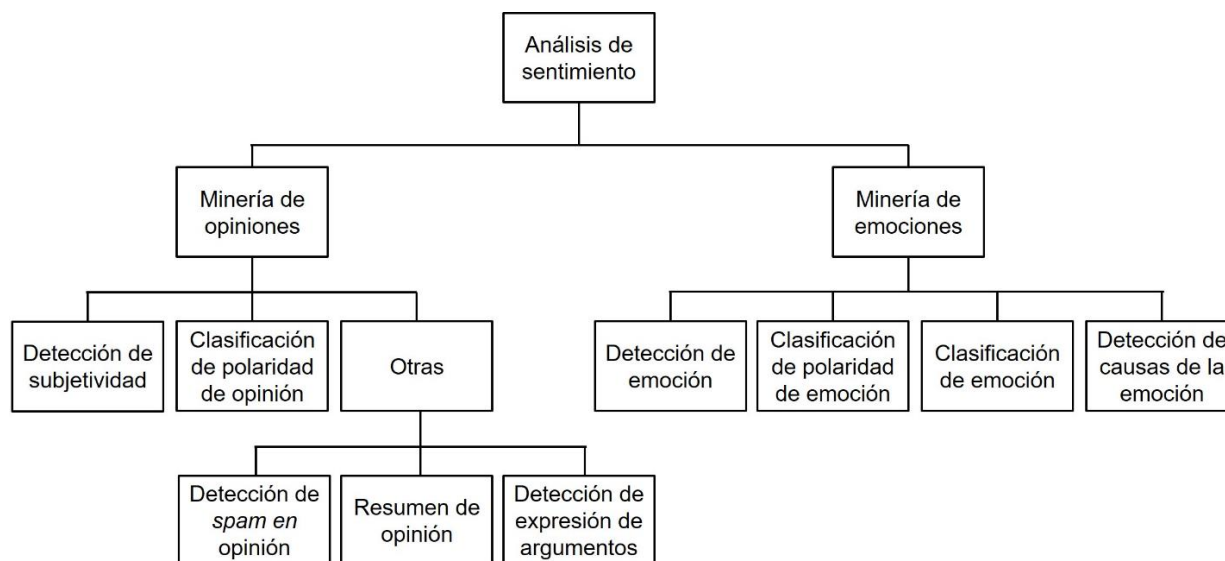 Análisis de
sentimiento
Minería de
opiniones
Minería de
emociones
Detección de
subjetividad
Clasificación
de polaridad
de opinión
Otras
Detección de
emoción
Clasificación
de polaridad
de emoción
Clasificación
de emoción
Detección de
causas de la
emoción
Detección de
spam en
opinión
Resumen de
opinión
Detección de
expresión de
argumentos